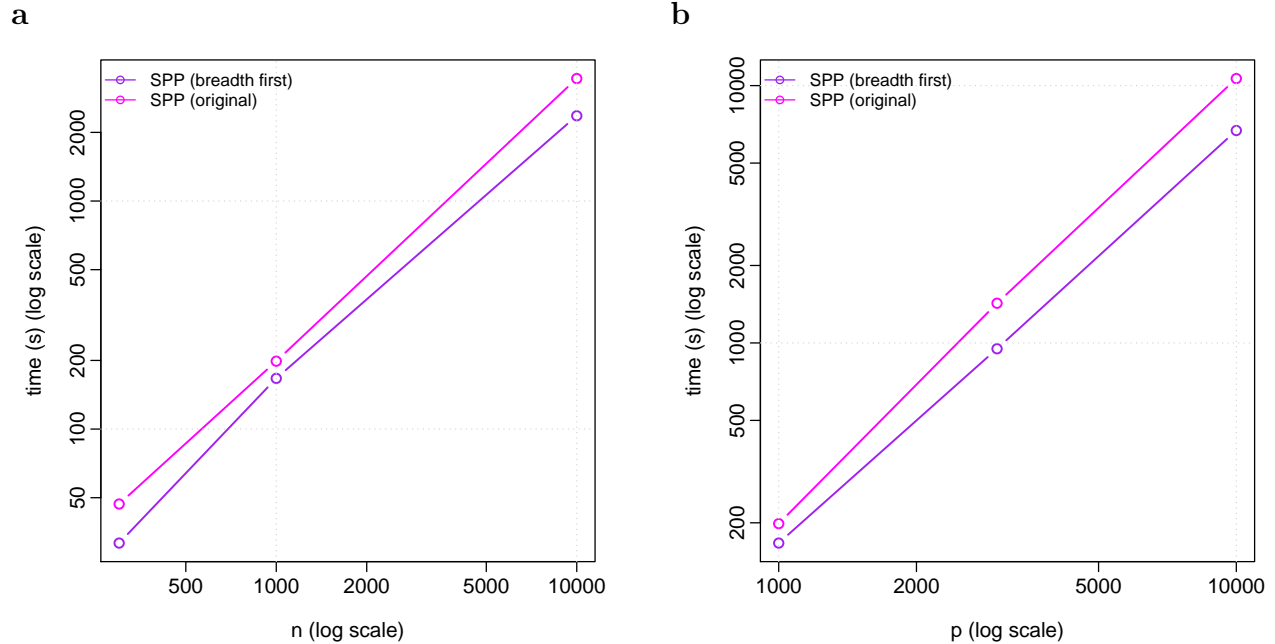 a
SPP (breadth first)
SPP (original)
time (s) (log scale)
50
100
200
500
1000
2000
500
1000
2000
5000
10000
n (log scale)
b
SPP (breadth first)
SPP (original)
time (s) (log scale)
200
500
1000
2000
5000
10000
1000
2000
5000
10000
p (log scale)